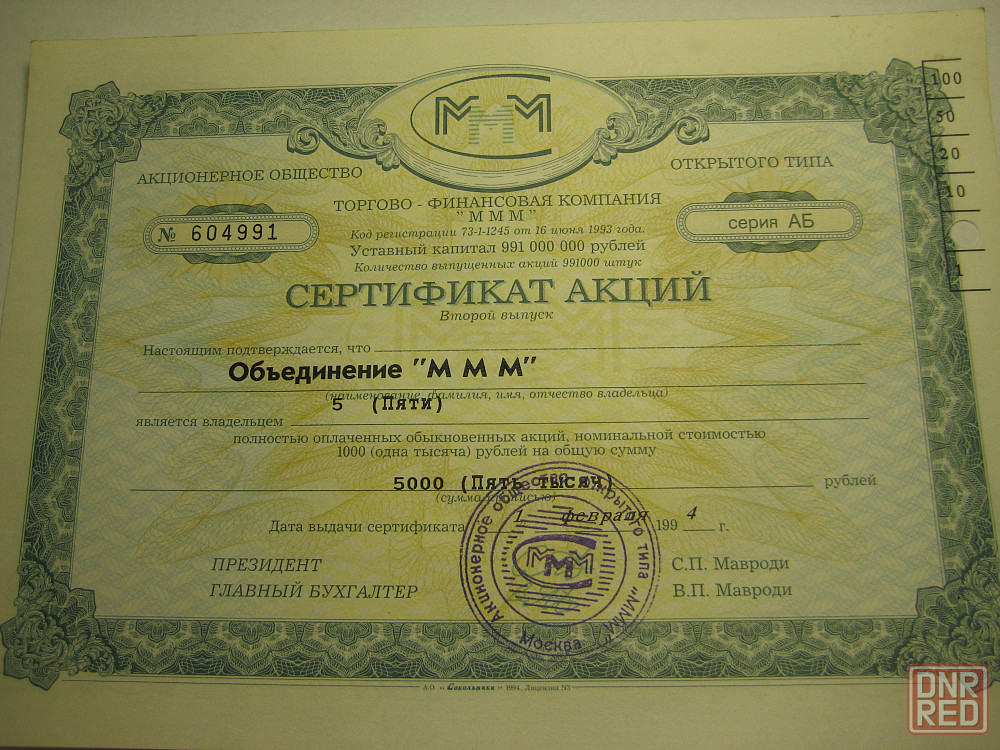 МММ
АКЦИОНЕРНОЕ ОБЩЕСТВО
ОТКРЫТОГО ТИПА
ТОРГОВО - ФИНАНСОВАЯ КОМПАНИЯ
"МММ"
№ 604991
серия АБ
Код регистрации 73-1-1245 от 16 июня 1993 года.
Уставный капитал 991 000 000 рублей
Количество выпущенных акций 991000 штук
СЕРТИФИКАТ АКЦИЙ
Второй выпуск
Настоящим подтверждается, что
Объединение "М М М"
(наименование, фамилия, имя, отчество владельца)
5 (Пяти)
является владельцем
полностью оплаченных обыкновенных акций, номинальной стоимостью
1000 (одна тысяча) рублей на общую сумму
5000 (Пять тысяч)
рублей
(сумма прописью)
Дата выдачи сертификата 1 февраля 1994 г.
ПРЕЗИДЕНТ С.П. Мавроди
ГЛАВНЫЙ БУХГАЛТЕР В.П. Мавроди
Акционерное общество открытого типа "МММ"
МММ
Москва
А.О. «Сокольники» 1994, Лицензия N3
100
50
20
10
1
DNR
RED